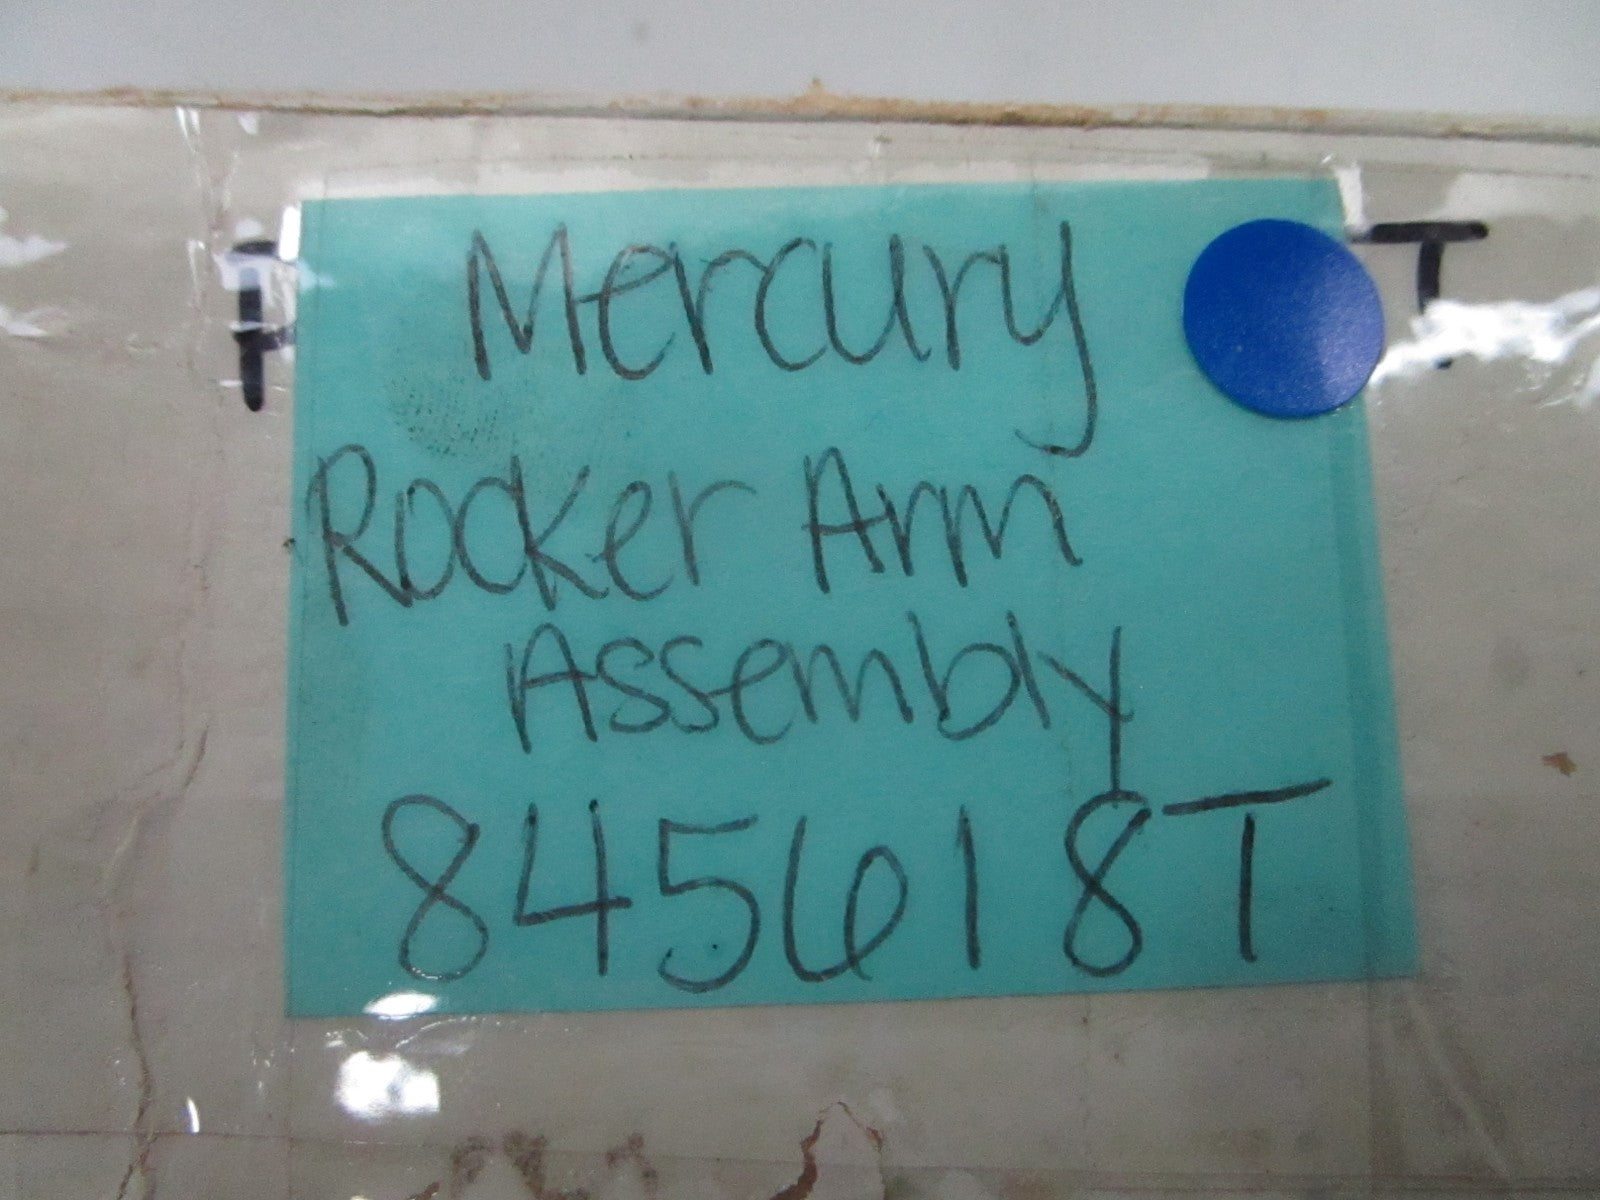 Mercury
Rocker Arm
Assembly
845618T